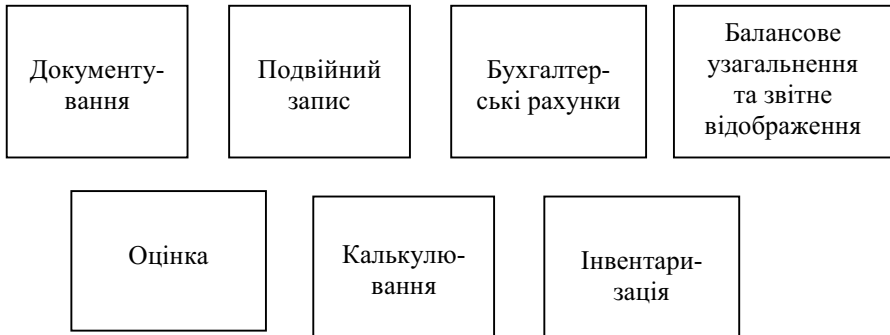 Документу-
вання
Подвійний
запис
Бухгалтер-
ські рахунки
Балансове
узагальнення
та звітне
відображення
Оцінка
Калькулю-
вання
Інвентари-
зація